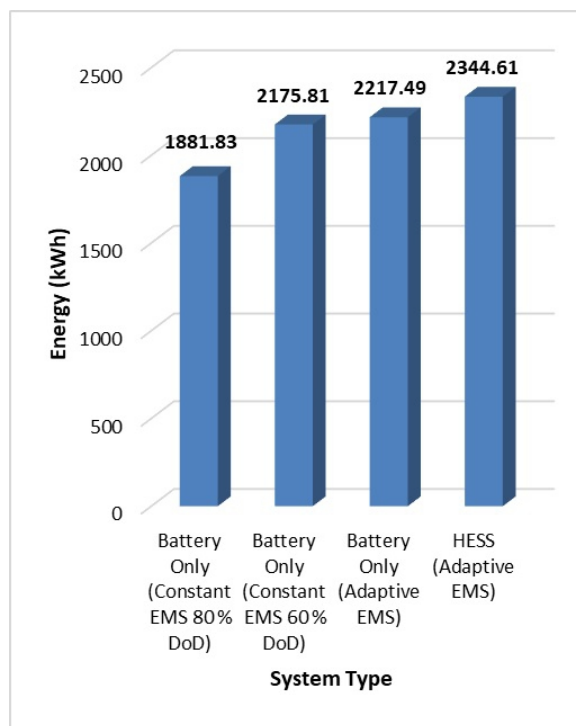 2500
2000
1500
1000
500
0
Energy (kWh)
1881.83
2175.81
2217.49
2344.61
Battery
Only
(Constant
EMS 80%
DoD)
Battery
Only
(Constant
EMS 60%
DoD)
Battery
Only
(Adaptive
EMS)
HESS
(Adaptive
EMS)
System Type